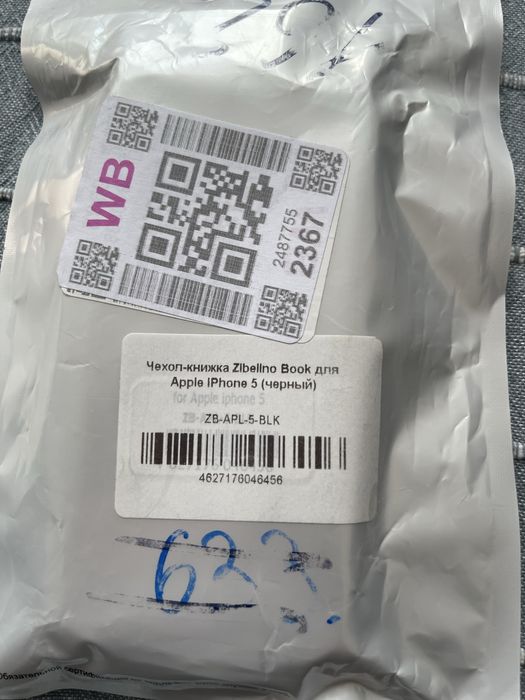 WB
2487755
2367
Чехол-книжка Zibelino Book для
Apple iPhone 5 (черный)
for Apple iphone 5
ZB-APL-5-BLK
4627176046456
633.